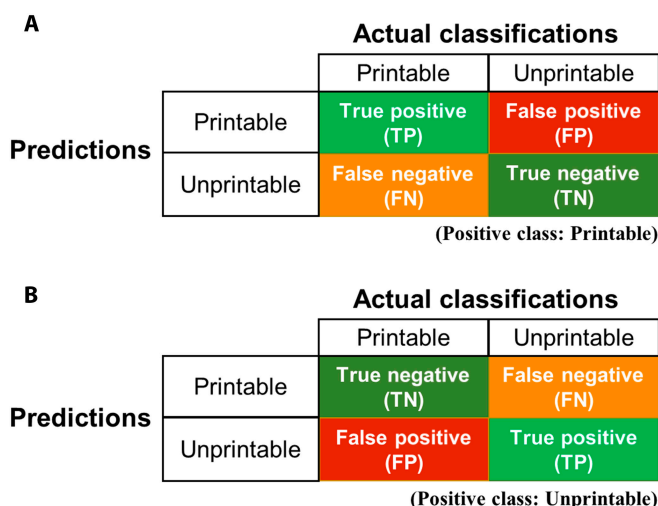 A
Actual classifications
Printable Unprintable
Predictions
Printable
True positive
(TP)
False positive
(FP)
Unprintable
False negative
(FN)
True negative
(TN)
(Positive class: Printable)
B
Actual classifications
Printable Unprintable
Predictions
Printable
True negative
(TN)
False negative
(FN)
Unprintable
False positive
(FP)
True positive
(TP)
(Positive class: Unprintable)